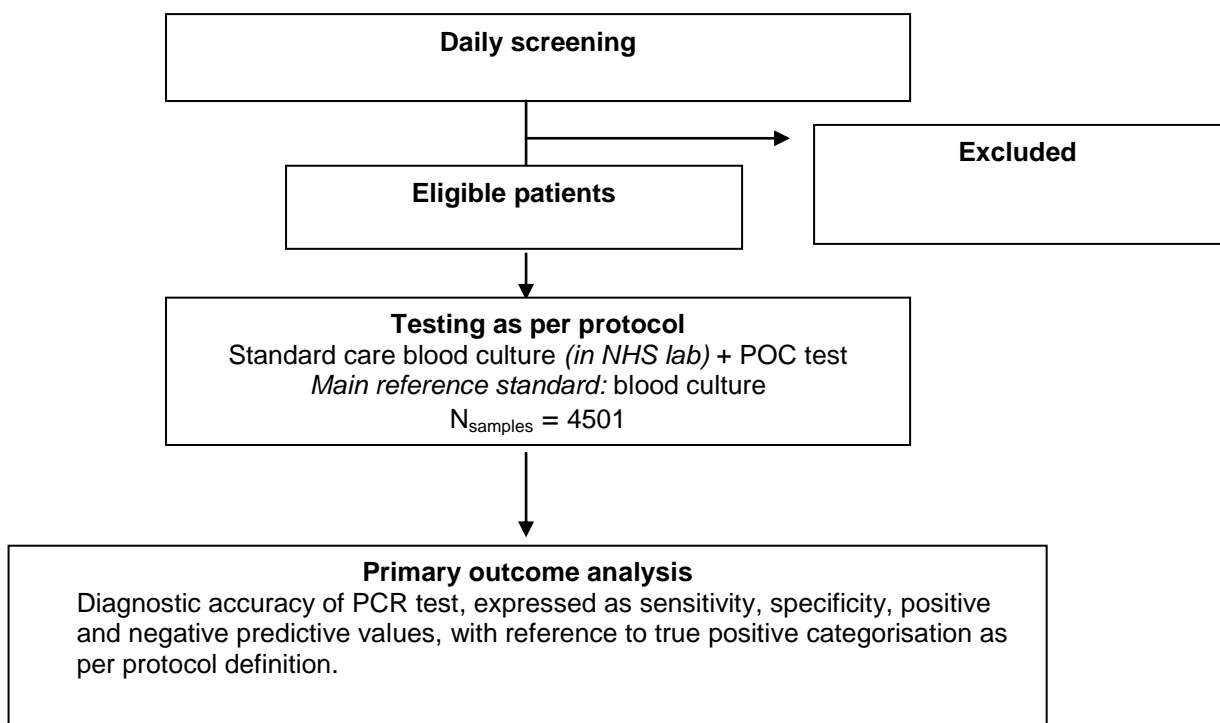 Daily screening
Excluded
Eligible patients
Testing as per protocol
Standard care blood culture (in NHS lab) + POC test
Main reference standard: blood culture
Nsamples = 4501
Primary outcome analysis
Diagnostic accuracy of PCR test, expressed as sensitivity, specificity, positive
and negative predictive values, with reference to true positive categorisation as
per protocol definition.